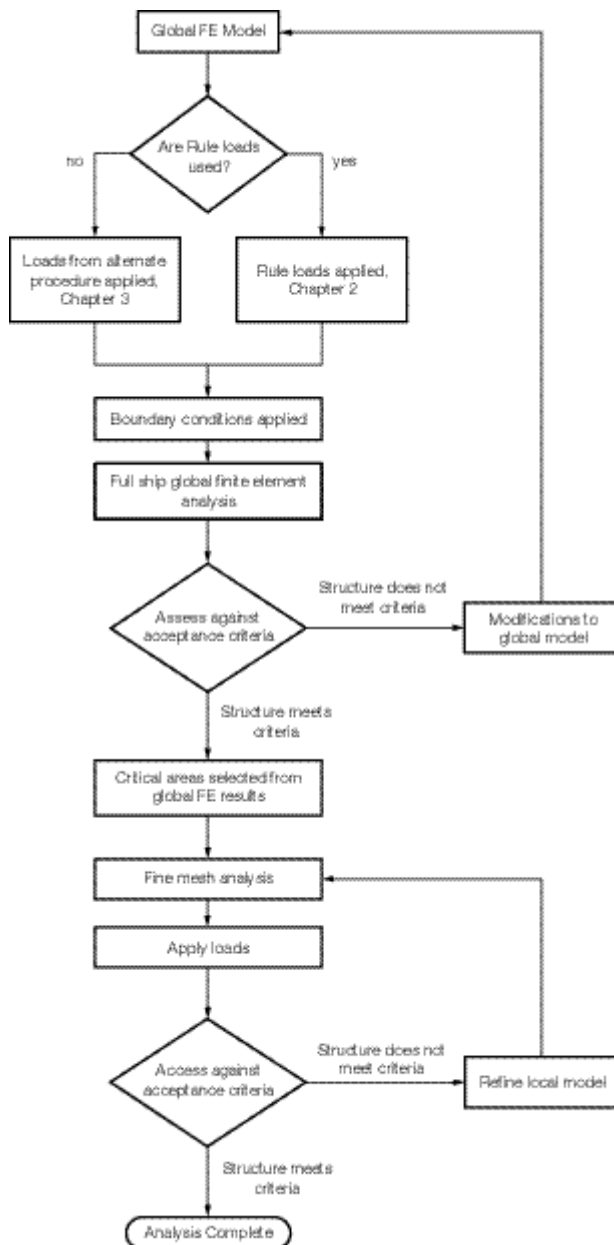 Global FE Model
Are Rule loads
used?
no
yes
Loads from alternate
procedure applied,
Chapter 3
Rule loads applied,
Chapter 2
Boundary conditions applied
Full ship global finite element
analysis
Assess against
acceptance criteria
Structure does not
meet criteria
Modifications to
global model
Structure meets
criteria
Critical areas selected from
global FE results
Fine mesh analysis
Apply loads
Access against
acceptance criteria
Structure does not
meet criteria
Refine local model
Structure meets
criteria
Analysis Complete